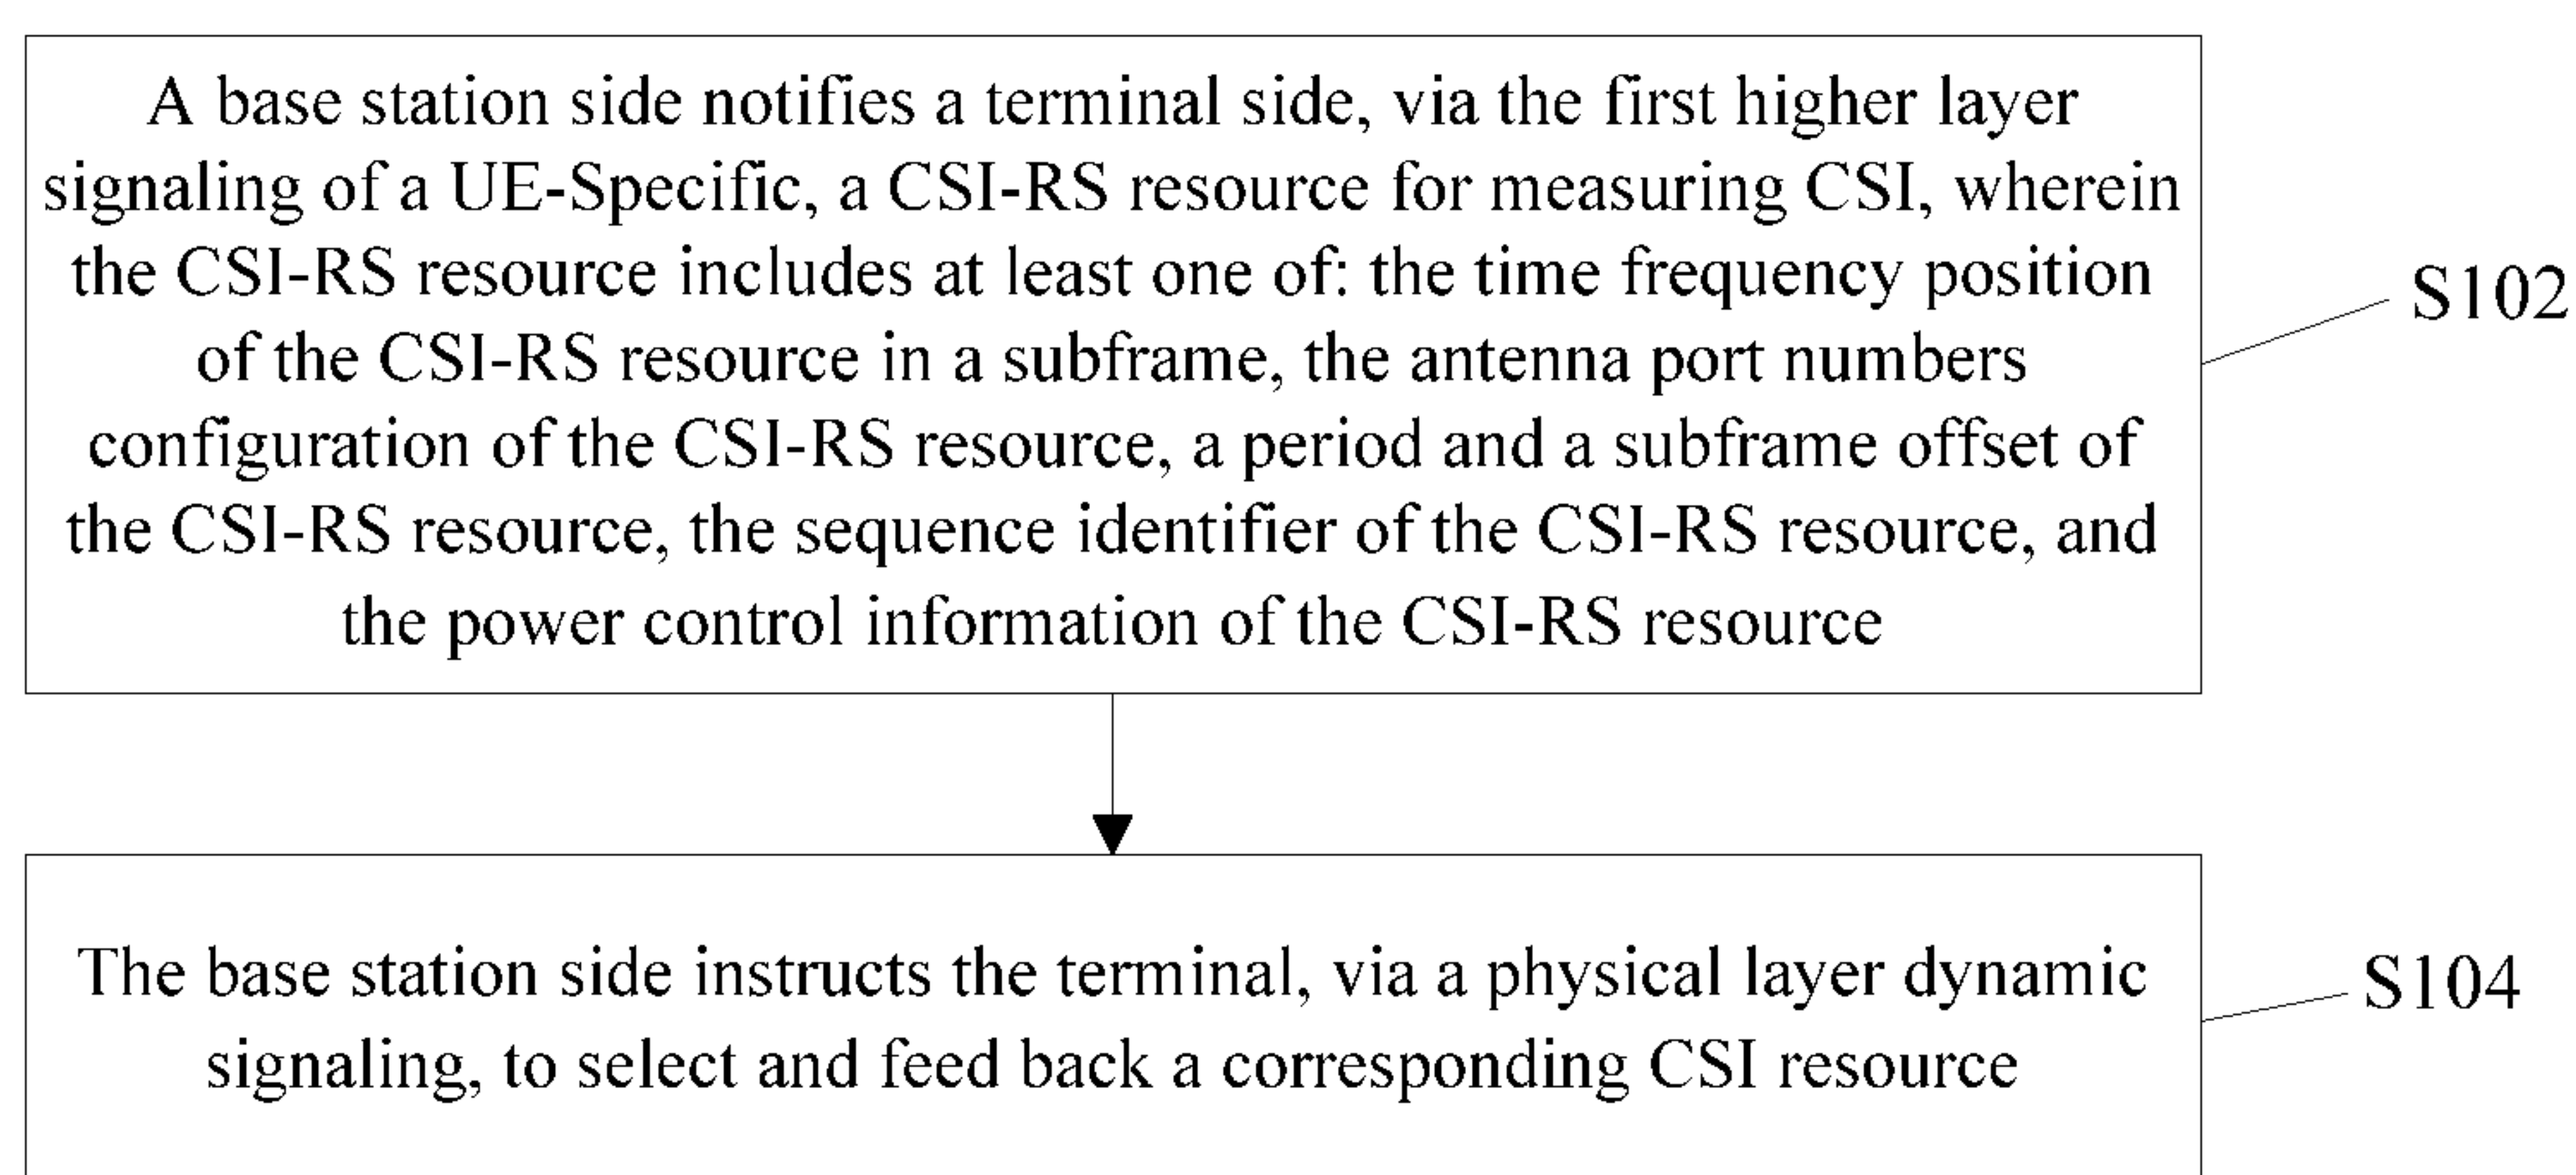 A base station side notifies a terminal side, via the first higher layer
signaling of a UE-Specific, a CSI-RS resource for measuring CSI, wherein
the CSI-RS resource includes at least one of: the time frequency position
of the CSI-RS resource in a subframe, the antenna port numbers
configuration of the CSI-RS resource, a period and a subframe offset of
the CSI-RS resource, the sequence identifier of the CSI-RS resource, and
the power control information of the CSI-RS resource
S102
The base station side instructs the terminal, via a physical layer dynamic
signaling, to select and feed back a corresponding CSI resource
S104